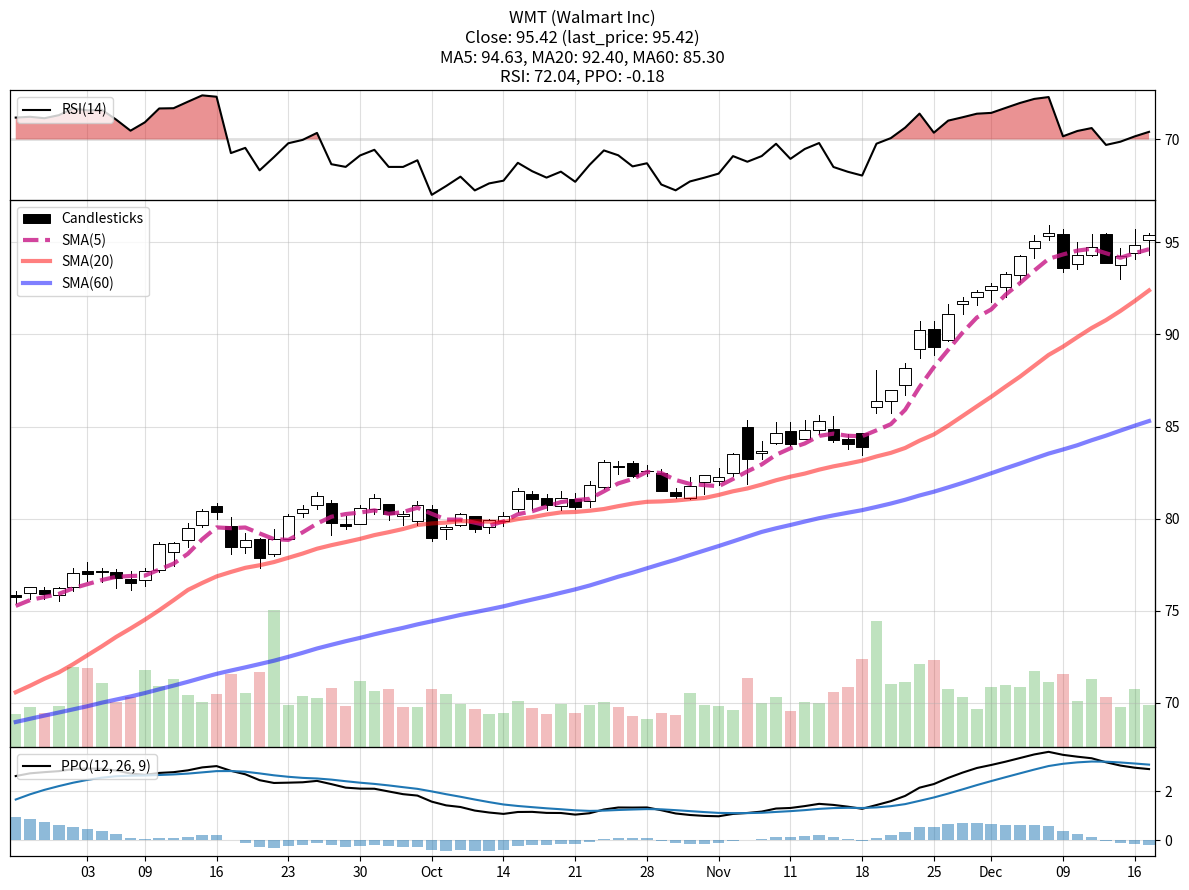 WMT (Walmart Inc)
Close: 95.42 (last_price: 95.42)
MA5: 94.63, MA20: 92.40, MA60: 85.30
RSI: 72.04, PPO: -0.18
RSI(14)
70
Candlesticks
SMA(5)
SMA(20)
SMA(60)
95
90
85
80
75
70
PPO(12, 26, 9)
2
0
03 09 16 23 30 Oct 14 21 28 Nov 11 18 25 Dec 09 16